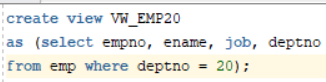 create view VW_EMP20
as (select empno, ename, job, deptno
from emp where deptno = 20);